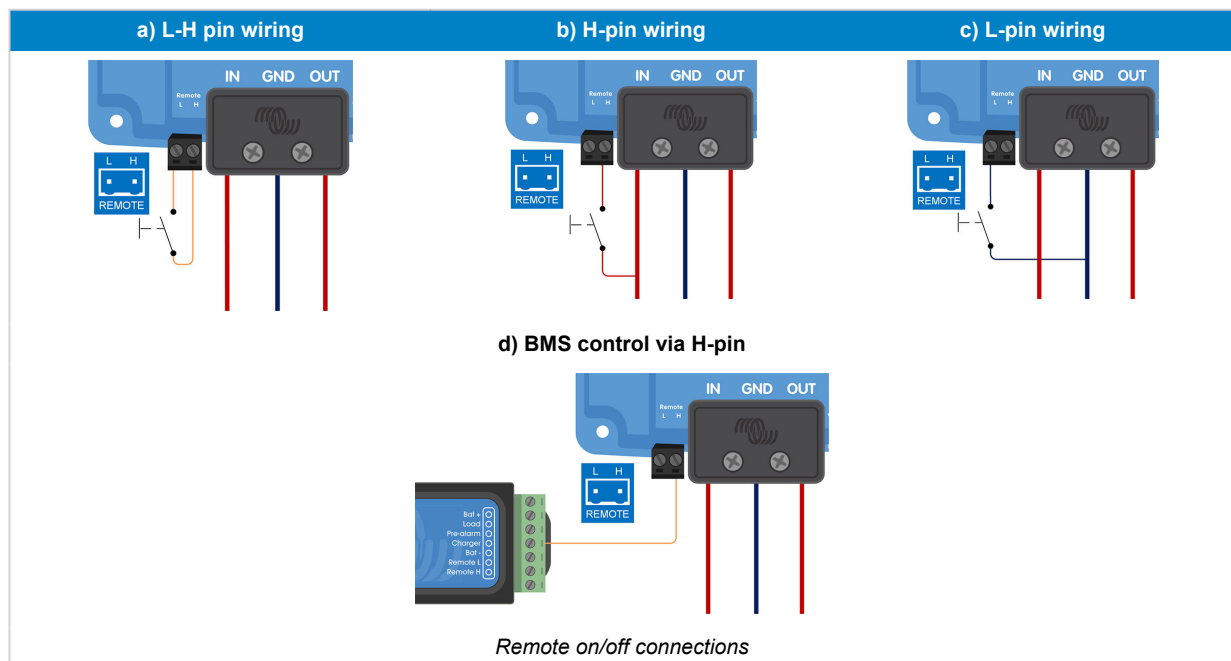 a) L-H pin wiring
b) H-pin wiring
c) L-pin wiring
IN GND OUT
Remote
L H
L H
REMOTE
IN GND OUT
Remote
L H
L H
REMOTE
IN GND OUT
Remote
L H
L H
REMOTE
d) BMS control via H-pin
IN GND OUT
Remote
L H
L H
REMOTE
Bat +
Load
Pre-alarm
Charger
Bat -
Remote L
Remote H
Remote on/off connections